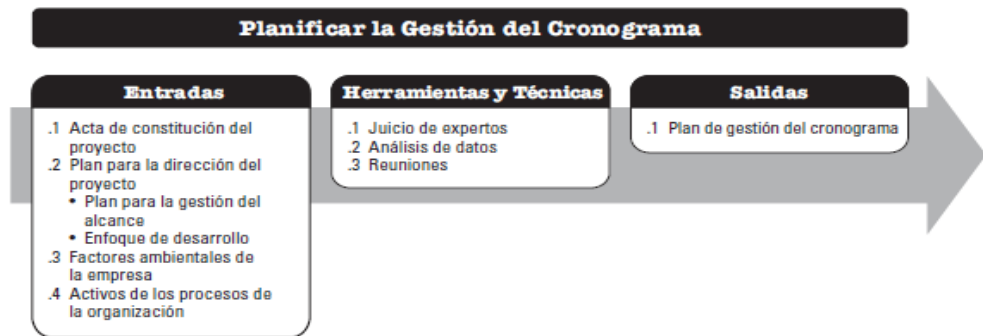 Planificar la Gestión del Cronograma
Entradas
.1 Acta de constitución del
proyecto
.2 Plan para la dirección del
proyecto
• Plan para la gestión del
alcance
• Enfoque de desarrollo
.3 Factores ambientales de
la empresa
.4 Activos de los procesos de
la organización
Herramientas y Técnicas
.1 Juicio de expertos
.2 Análisis de datos
.3 Reuniones
Salidas
.1 Plan de gestión del cronograma